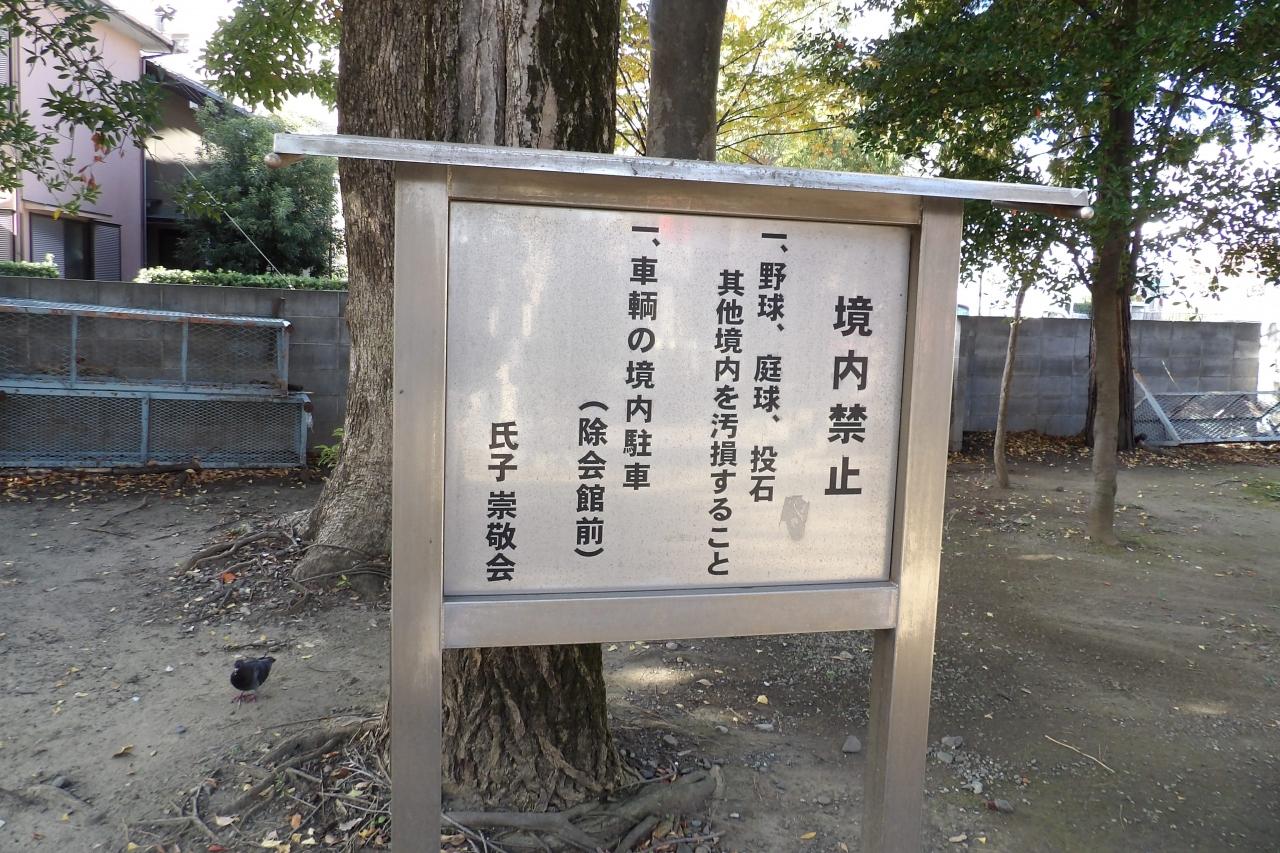 境内禁止
一、野球、庭球、投石
其他境内を汚損すること
一、車輌の境内駐車
（除会館前）
氏子崇敬会